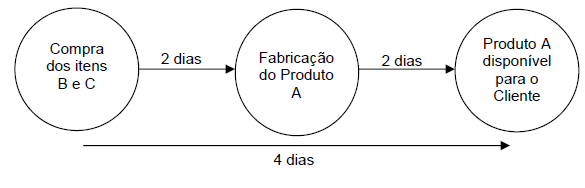 Compra
dos itens
B e C
2 dias
Fabricação
do Produto
A
2 dias
Produto A
disponível
para o
Cliente
4 dias